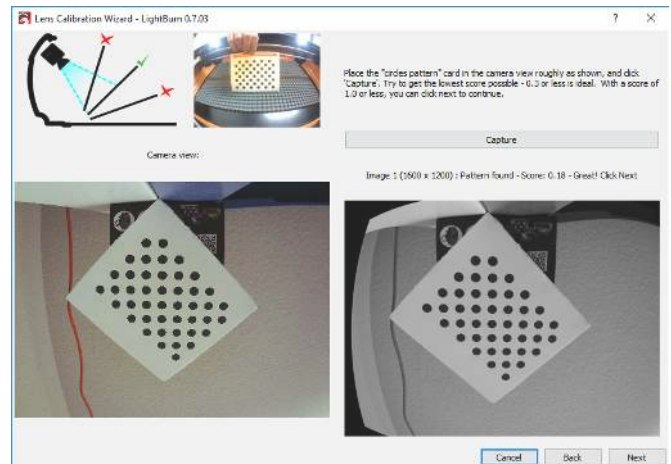 Lens Calibration Wizard - LightBurn 0.7.03
Place the "circles pattern" card in the camera view roughly as shown, and click
'Capture'. Try to get the lowest score possible - 0.3 or less is ideal. With a score of
1.0 or less, you can click next to continue.
Capture
Camera view:
Image 1 (1600 x 1200) : Pattern found - Score: 0.18 - Great! Click Next
Cancel
Back
Next